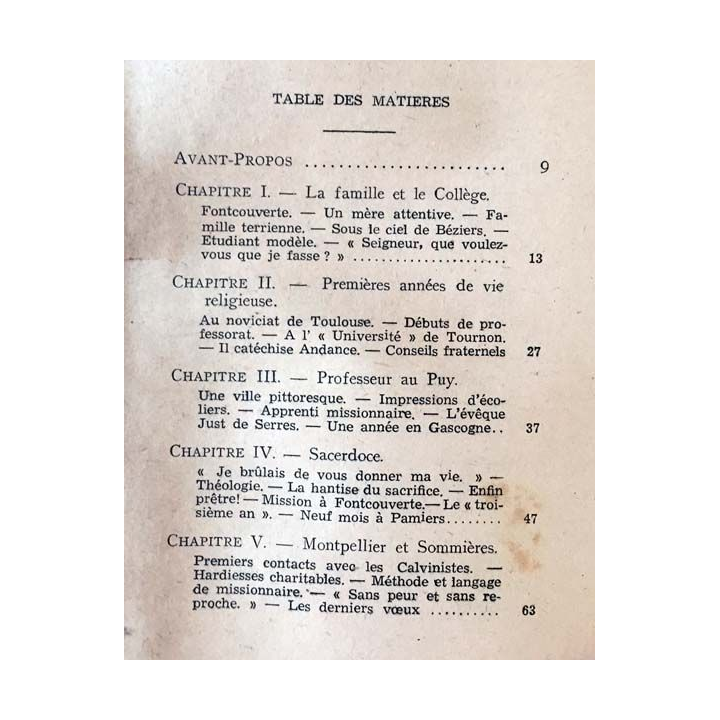 TABLE DES MATIERES
AVANT-PROPOS ........................ 9
CHAPITRE I. — La famille et le Collège.
Fontcouverte. — Un mère attentive. — Fa-
mille terrienne. — Sous le ciel de Béziers. —
Etudiant modèle. — « Seigneur, que voulez-
vous que je fasse ? » ...................... 13
CHAPITRE II. — Premières années de vie
religieuse.
Au noviciat de Toulouse. — Débuts de pro-
fessorat. — A l' « Université » de Tournon.
— Il catéchise Andance. — Conseils fraternels 27
CHAPITRE III. — Professeur au Puy.
Une ville pittoresque. — Impressions d'éco-
liers. — Apprenti missionnaire. — L'évêque
Just de Serres. — Une année en Gascogne.. 37
CHAPITRE IV. — Sacerdoce.
« Je brûlais de vous donner ma vie. » —
Théologie. — La hantise du sacrifice. — Enfin
prêtre! — Mission à Fontcouverte.— Le « troi-
sième an ». — Neuf mois à Pamiers........ 47
CHAPITRE V. — Montpellier et Sommières.
Premiers contacts avec les Calvinistes. —
Hardiesses charitables. — Méthode et langage
de missionnaire. — « Sans peur et sans re-
proche. » — Les derniers vœux .......... 63